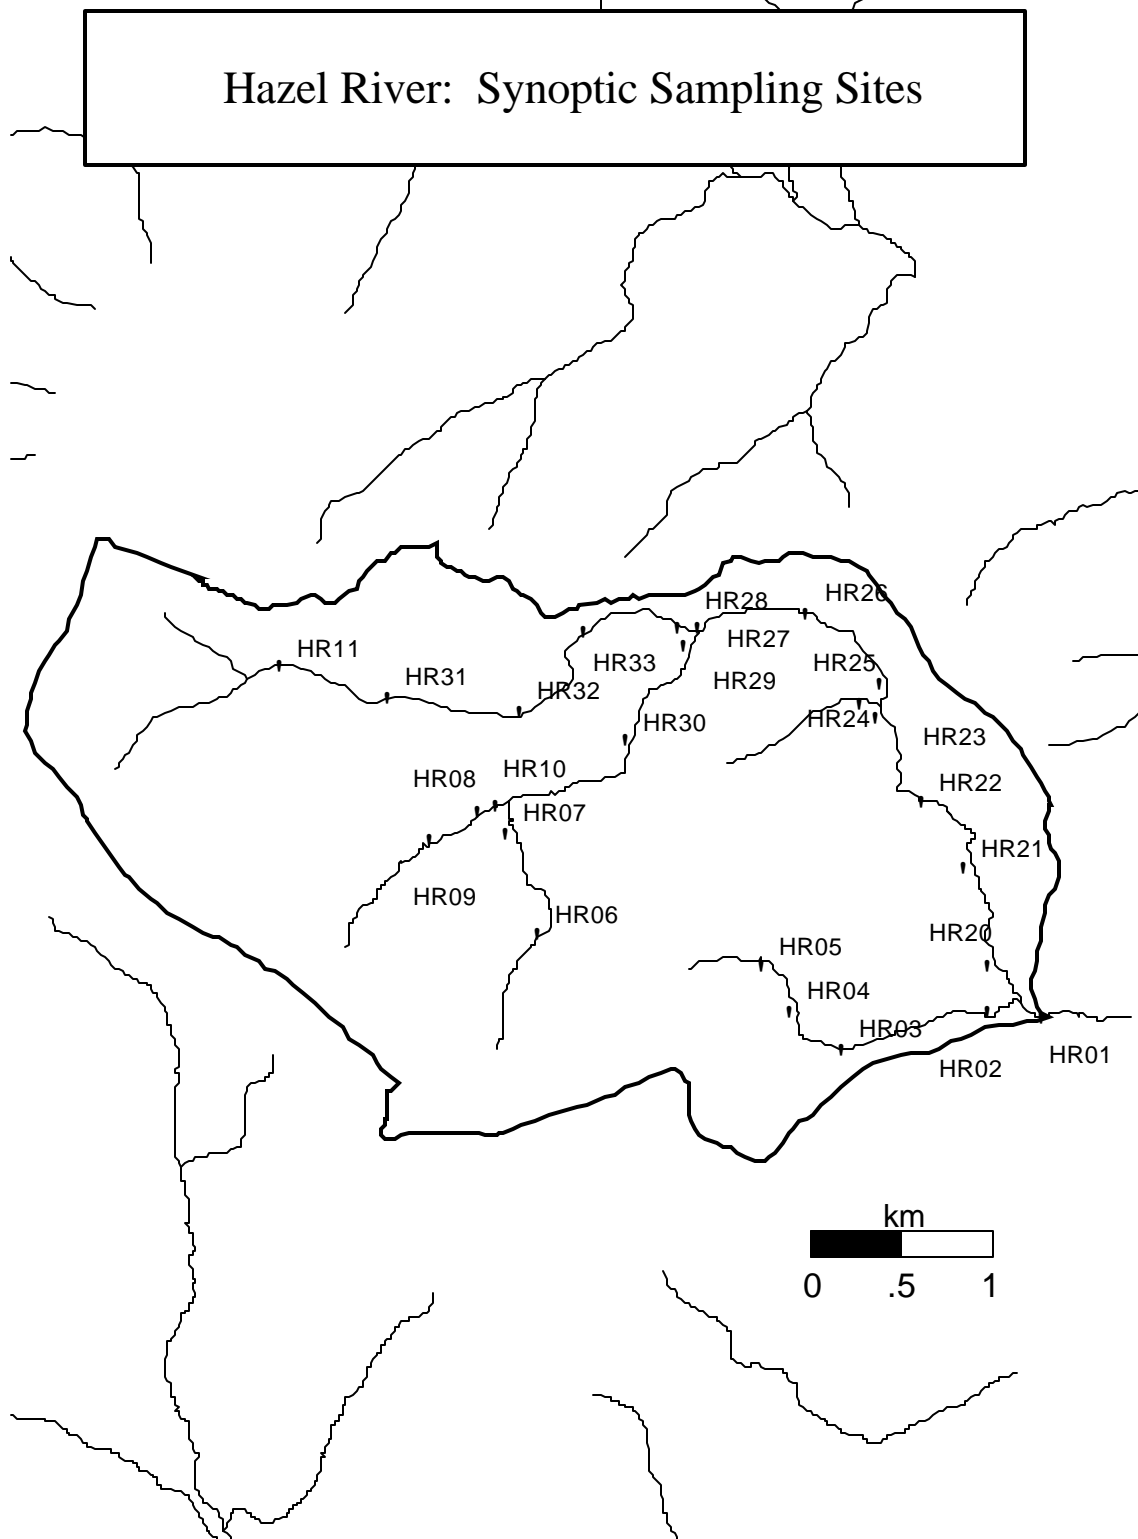 Hazel River:  Synoptic Sampling Sites
HR26
HR28
HR27
HR11
HR33
HR25
HR31
HR29
HR32
HR24
HR30
HR23
HR10
HR08
HR22
HR07
HR21
HR09
HR06
HR20
HR05
HR04
HR03
HR01
HR02
km
0 .5 1